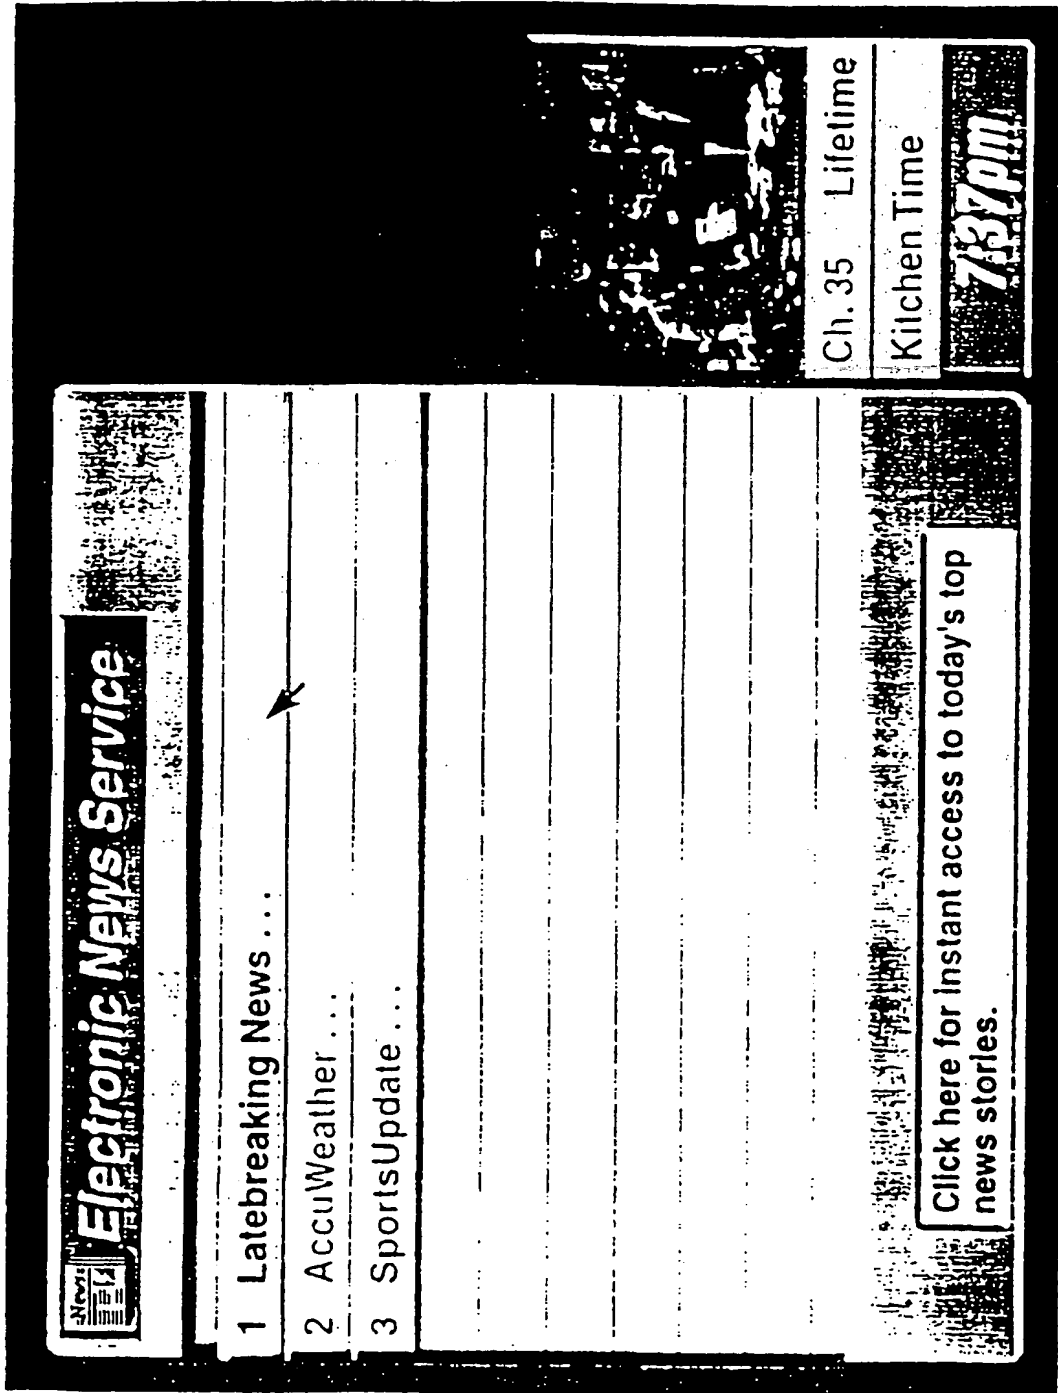 News
Electronic News Service
1 Latebreaking News ...
2 AccuWeather ...
3 SportsUpdate ...
Click here for instant access to today's top
news stories.
Ch. 35 Lifetime
Kitchen Time
7:37pm